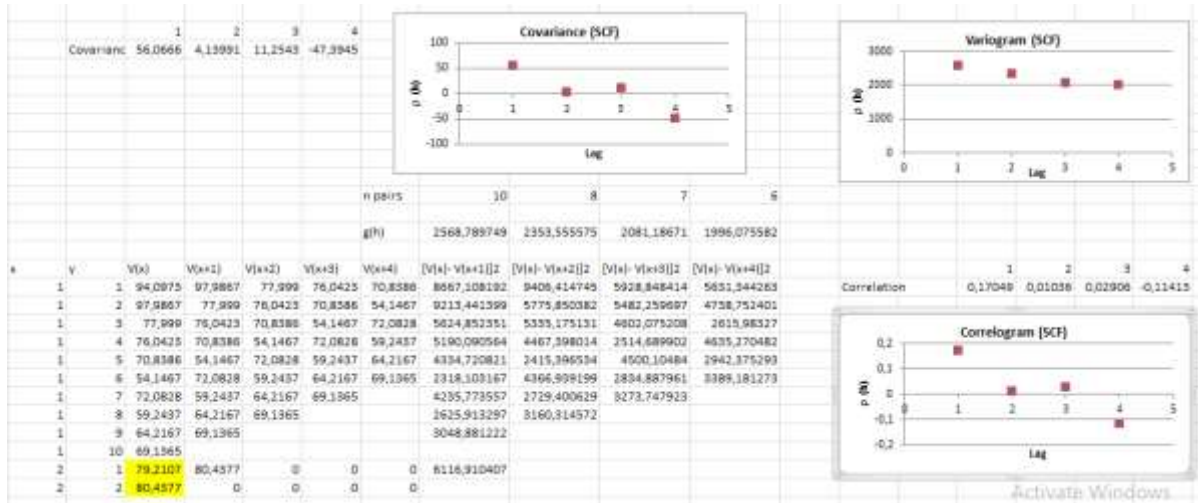 1 2 3 4
Covarianc 56,0666 4,13991 11,2543 -47,3945
Covariance (SCF)
100
50
0
-50
-100
0 1 2 3 4 5
ρ (h)
Lag
Variogram (SCF)
3000
2000
1000
0
0 1 2 3 4 5
ρ (h)
Lag
n pairs 10 8 7 6
g(h) 2568,789749 2353,555575 2081,18671 1996,075582
x y V(x) V(x+1) V(x+2) V(x+3) V(x+4) [V(x)- V(x+1)]2 [V(x)- V(x+2)]2 [V(x)- V(x+3)]2 [V(x)- V(x+4)]2
1 1 94,0975 97,9867 77,999 76,0423 70,8386 8667,108192 9406,414745 5928,848414 5631,344263
1 2 97,9867 77,999 76,0423 70,8386 54,1467 9213,441399 5775,850382 5482,259697 4738,752401
1 3 77,999 76,0423 70,8386 54,1467 72,0828 5624,852351 5335,175131 4602,075208 2615,98327
1 4 76,0423 70,8386 54,1467 72,0828 59,2437 5190,090564 4467,398014 2514,689902 4635,270482
1 5 70,8386 54,1467 72,0828 59,2437 64,2167 4334,720821 2415,396534 4500,10484 2942,375293
1 6 54,1467 72,0828 59,2437 64,2167 69,1365 2318,103167 4366,939199 2834,887961 3389,181273
1 7 72,0828 59,2437 64,2167 69,1365 4235,773557 2729,400629 3273,747923
1 8 59,2437 64,2167 69,1365 2625,913297 3160,314572
1 9 64,2167 69,1365 3048,881222
1 10 69,1365
2 1 79,2107 80,4377 0 0 0 6116,910407
2 2 80,4377 0 0 0 0
1 2 3 4
Correlation 0,17049 0,01036 0,02906 -0,11413
Correlogram (SCF)
0,2
0,1
0
-0,1
-0,2
0 1 2 3 4 5
ρ (h)
Lag
Activate Windows